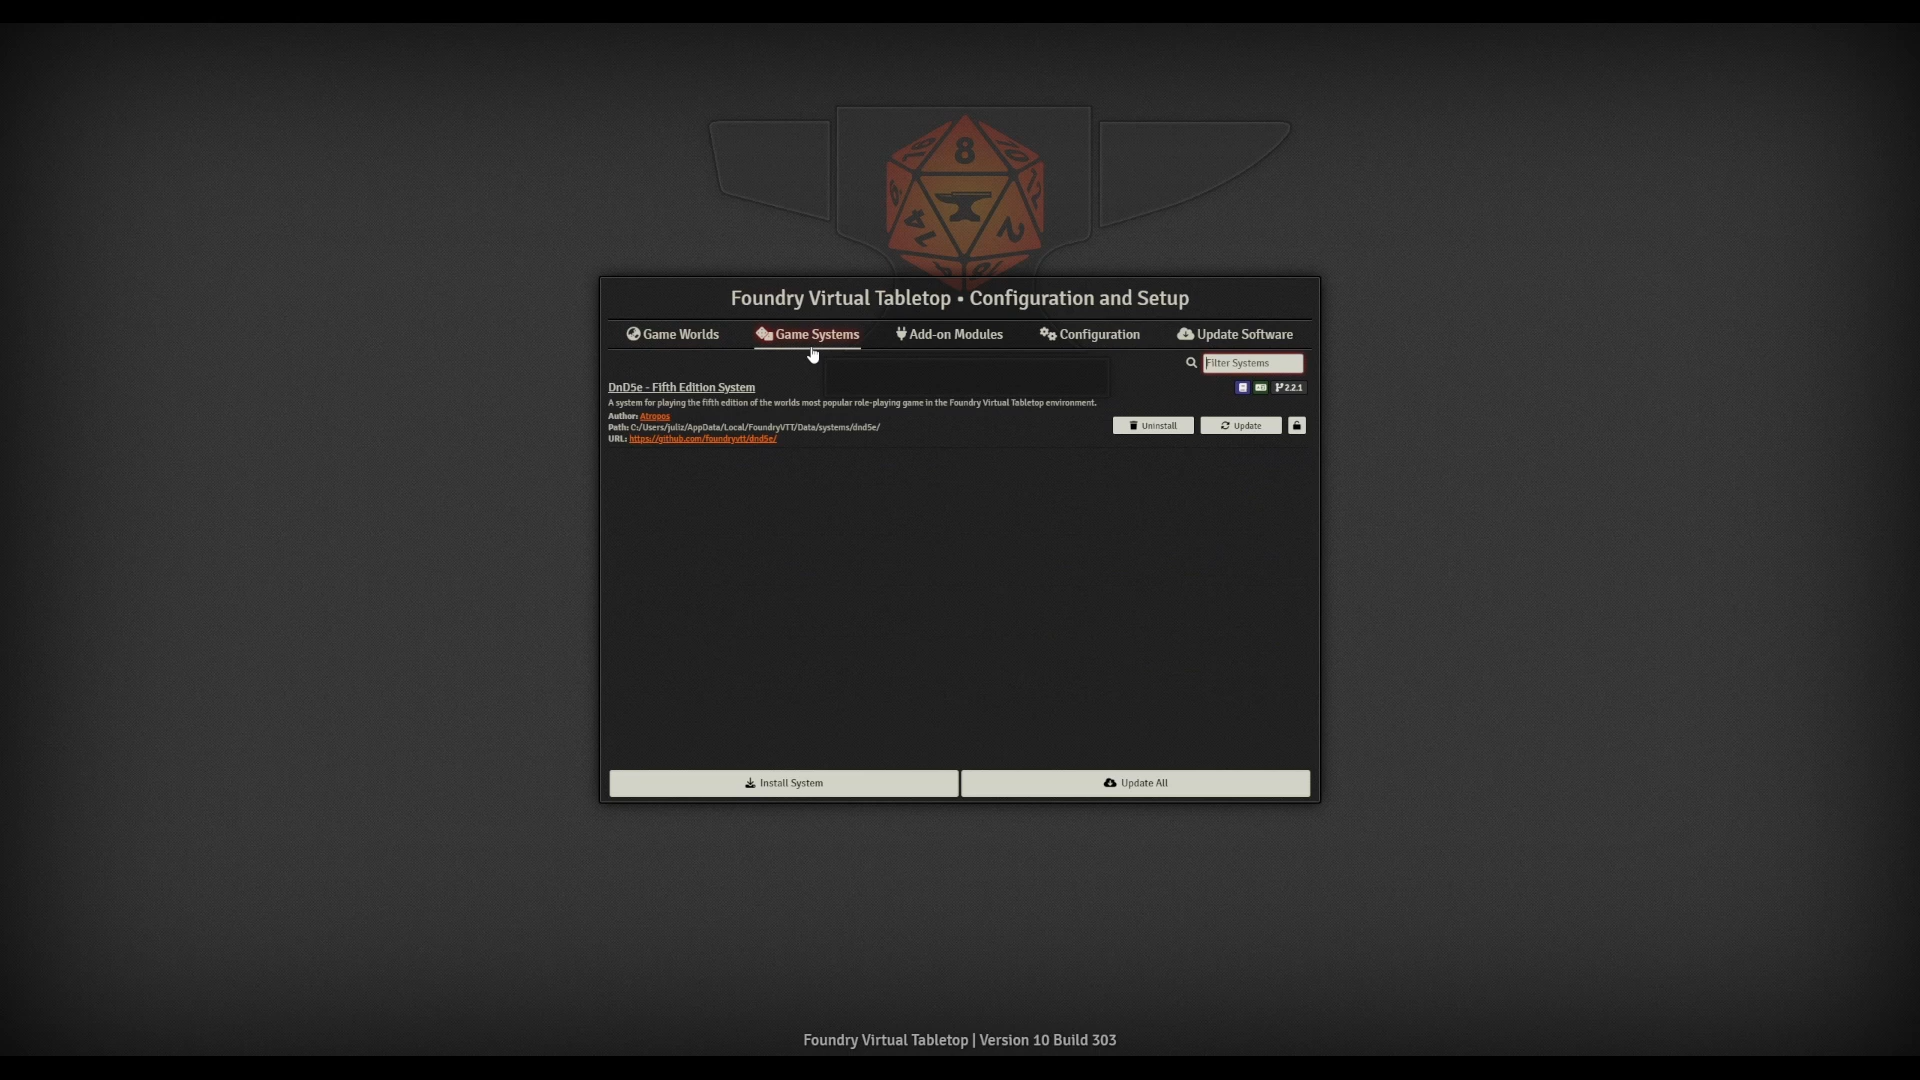 8
Foundry Virtual Tabletop • Configuration and Setup
Game Worlds Game Systems Add-on Modules Configuration Update Software
Filter Systems
DnD5e - Fifth Edition System 2.2.1
A system for playing the fifth edition of the worlds most popular role-playing game in the Foundry Virtual Tabletop environment.
Author: Atropos
Path: C:/Users/juliz/AppData/Local/FoundryVTT/Data/systems/dnd5e/
Uninstall Update
URL: https://github.com/foundryvtt/dnd5e/
Install System Update All
Foundry Virtual Tabletop | Version 10 Build 303